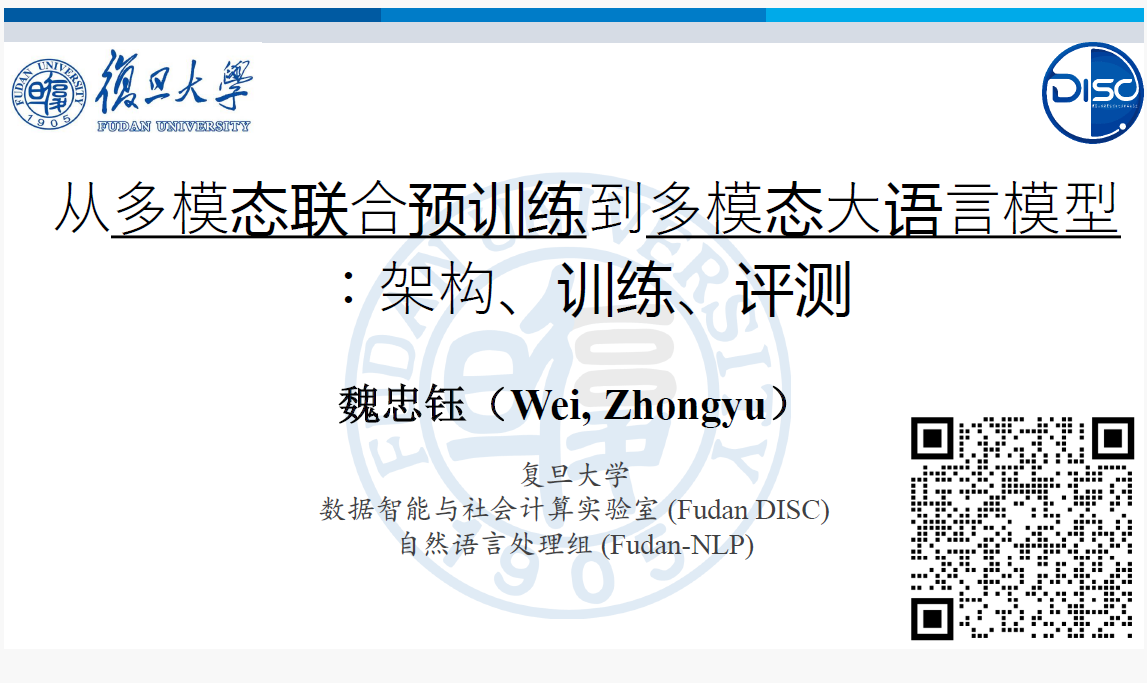 FUDAN UNIVERSITY
1905
復旦大學
FUDAN UNIVERSITY
DISC
从多模态联合预训练到多模态大语言模型
：架构、训练、评测
魏忠钰（Wei, Zhongyu）
复旦大学
数据智能与社会计算实验室 (Fudan DISC)
自然语言处理组 (Fudan-NLP)
FUDAN UNIVERSITY
1905